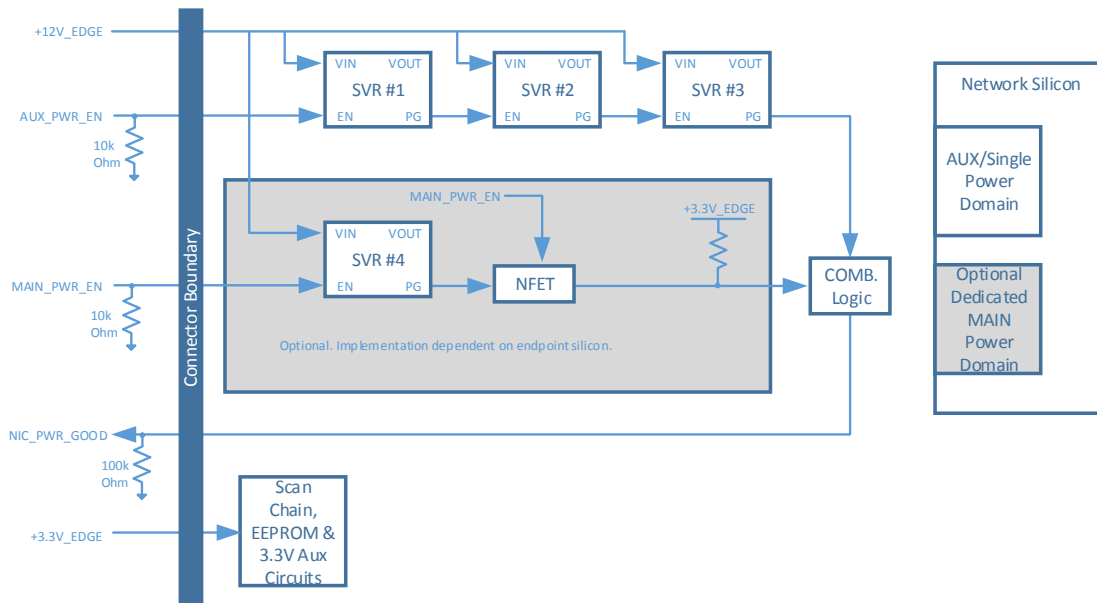 +12V_EDGE
VIN VOUT
SVR #1
EN PG
VIN VOUT
SVR #2
EN PG
VIN VOUT
SVR #3
EN PG
AUX_PWR_EN
10k
Ohm
Connector Boundary
MAIN_PWR_EN
+3.3V_EDGE
VIN VOUT
SVR #4
EN PG
NFET
MAIN_PWR_EN
10k
Ohm
Optional. Implementation dependent on endpoint silicon.
COMB.
Logic
NIC_PWR_GOOD
100k
Ohm
+3.3V_EDGE
Scan
Chain,
EEPROM &
3.3V Aux
Circuits
Network Silicon
AUX/Single
Power
Domain
Optional
Dedicated
MAIN
Power
Domain